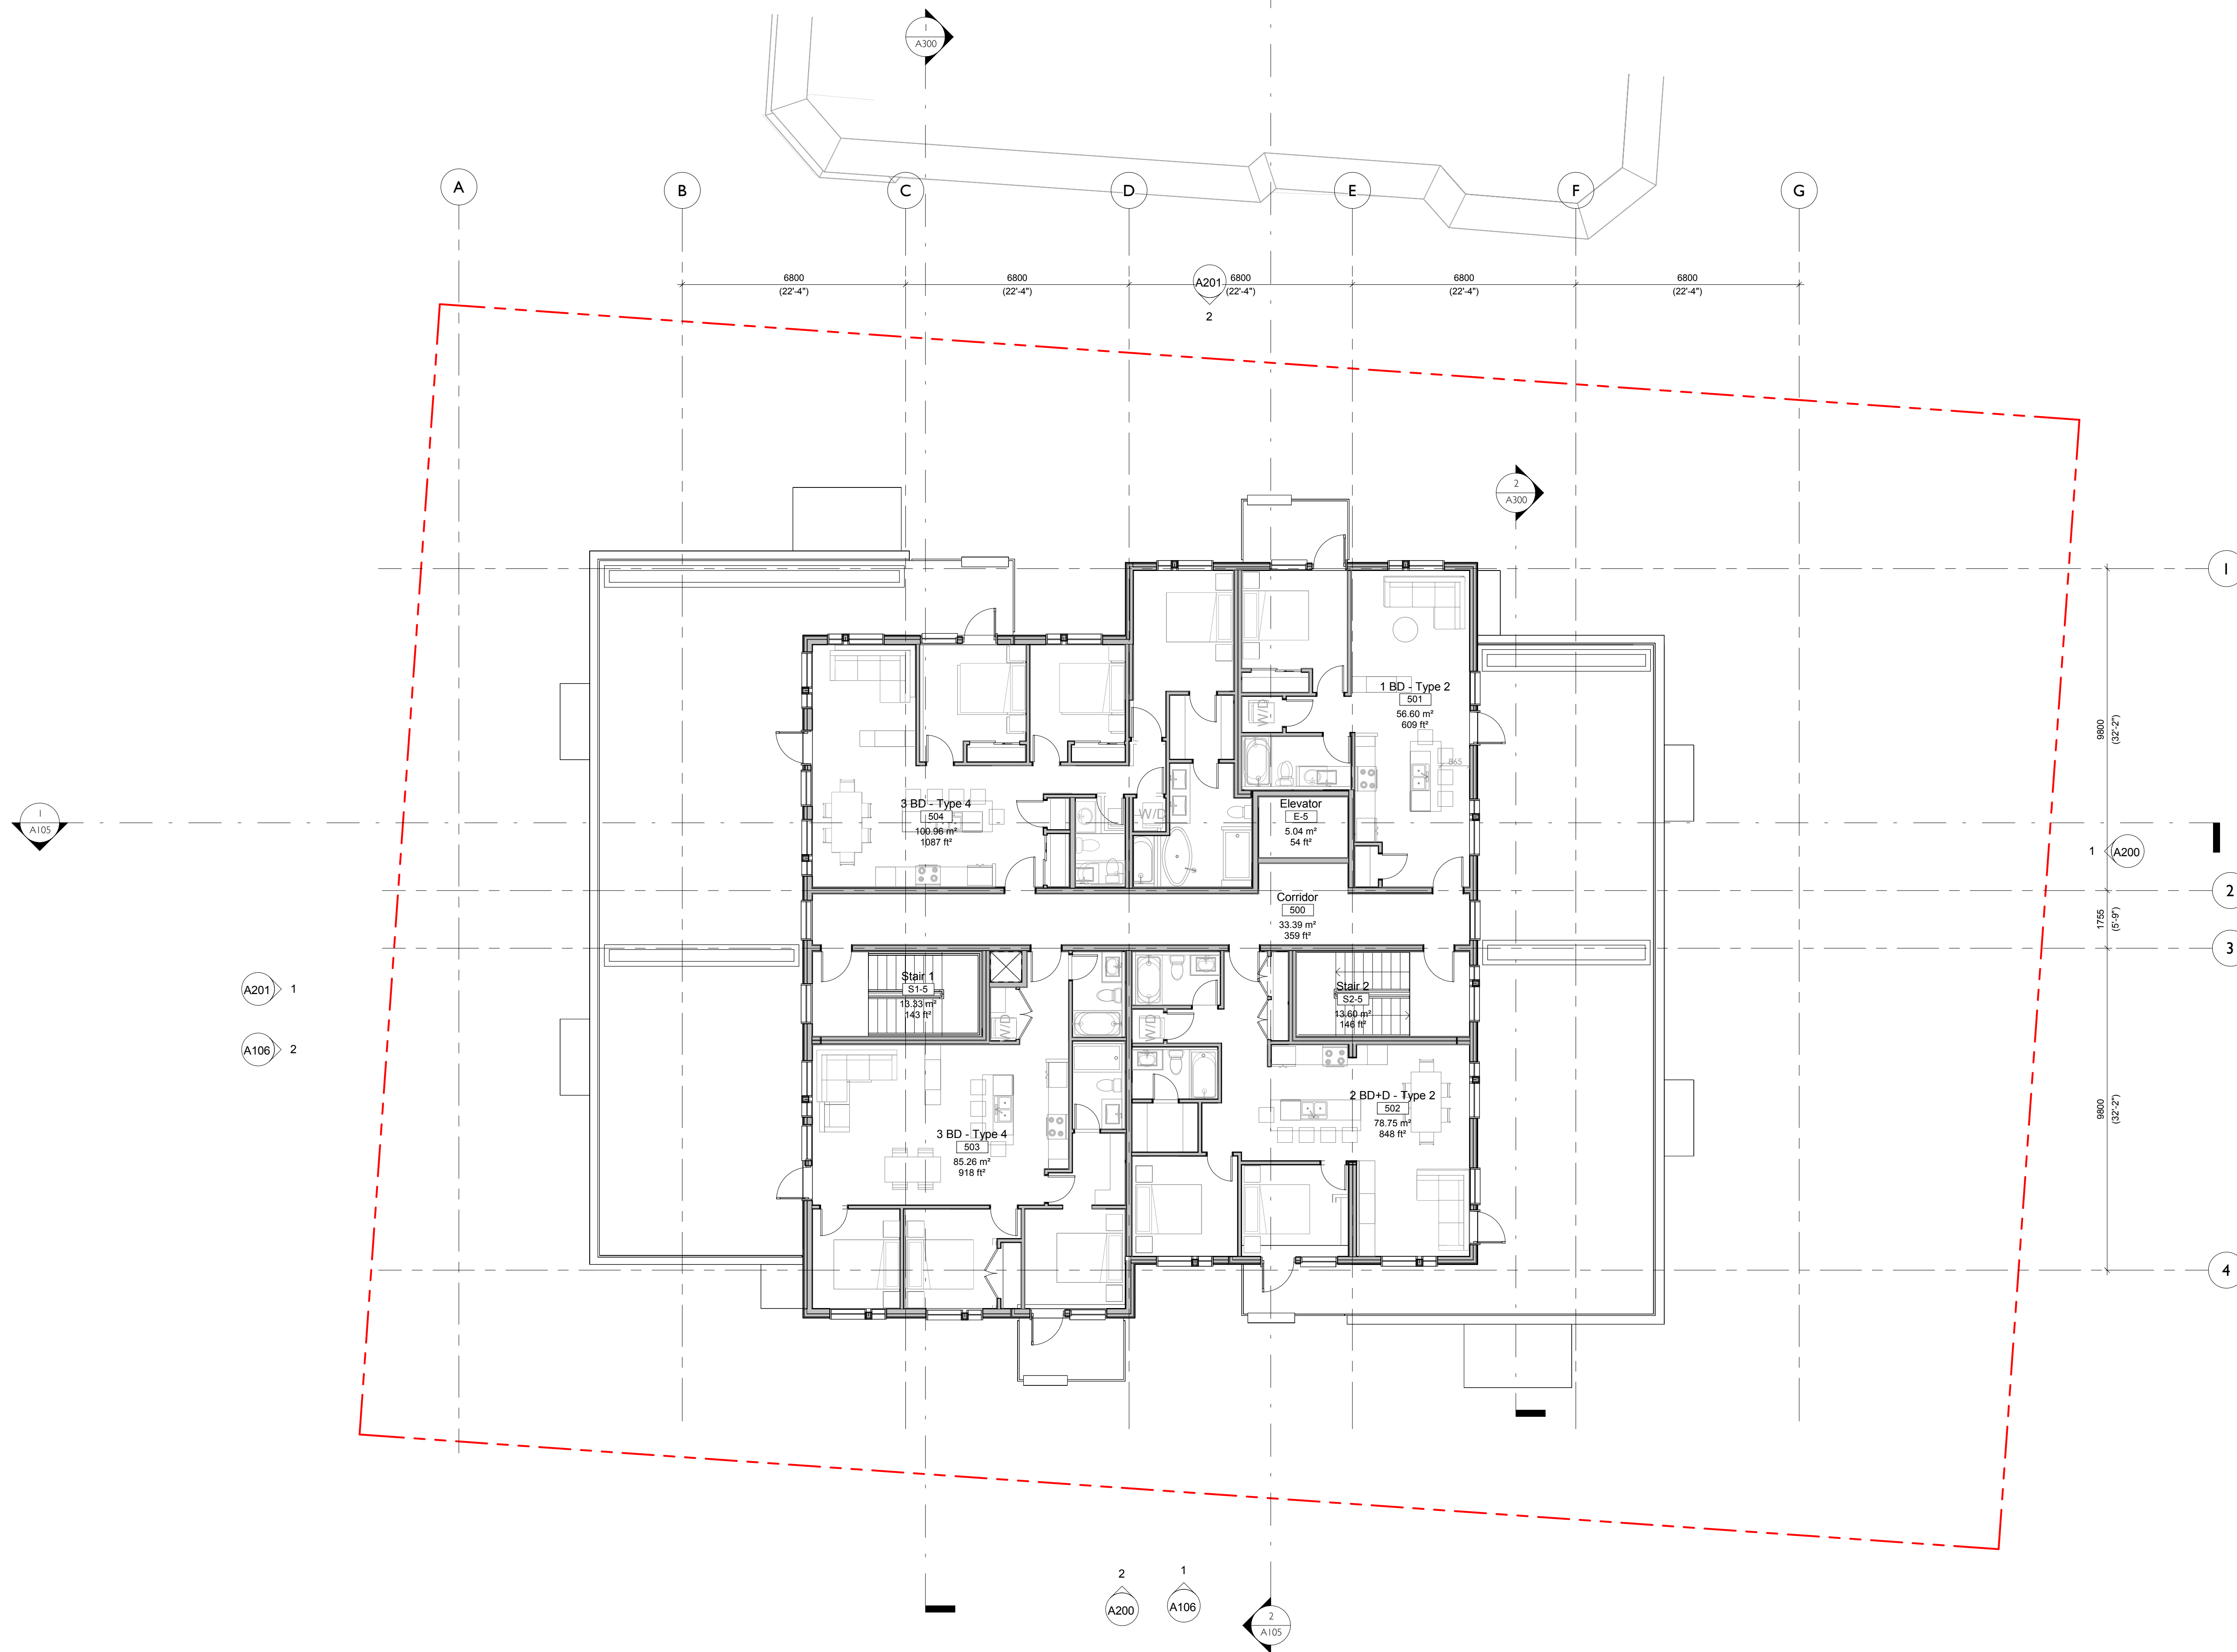 1
A300
A
B
C
D
E
F
G
6800
(22'-4")
6800
(22'-4")
6800
(22'-4")
6800
(22'-4")
6800
(22'-4")
A201
2
2
A300
1
9800
(32'-2")
1 BD - Type 2
501
56.60 m²
609 ft²
865
W/D
3 BD - Type 4
504
100.96 m²
1087 ft²
W/D
Elevator
E-5
5.04 m²
54 ft²
1
A105
1
A200
2
Corridor
500
33.39 m²
359 ft²
1755
(5'-9")
3
A201
1
Stair 1
S1-5
13.33 m²
143 ft²
Stair 2
S2-5
13.60 m²
146 ft²
W/D
W/D
A106
2
2 BD+D - Type 2
502
78.75 m²
848 ft²
9800
(32'-2")
3 BD - Type 4
503
85.26 m²
918 ft²
4
2
A200
1
A106
2
A105